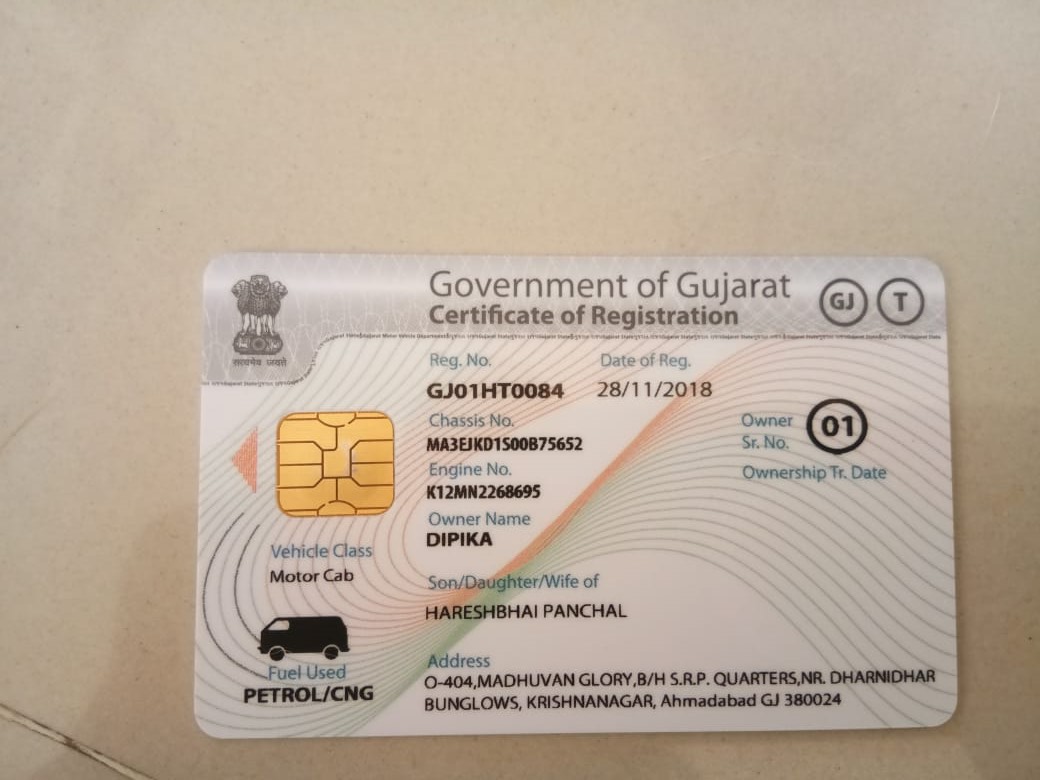 Government of Gujarat
Certificate of Registration
GJ T
सत्यमेव जयते
Reg. No. Date of Reg.
GJ01HT0084 28/11/2018
Chassis No.
MA3EJKD1S00B75652
Owner
Sr. No. 01
Engine No.
K12MN2268695
Ownership Tr. Date
Owner Name
DIPIKA
Vehicle Class
Motor Cab
Son/Daughter/Wife of
HARESHBHAI PANCHAL
Fuel Used
PETROL/CNG
Address
O-404,MADHUVAN GLORY,B/H S.R.P. QUARTERS,NR. DHARNIDHAR
BUNGLOWS, KRISHNANAGAR, Ahmadabad GJ 380024